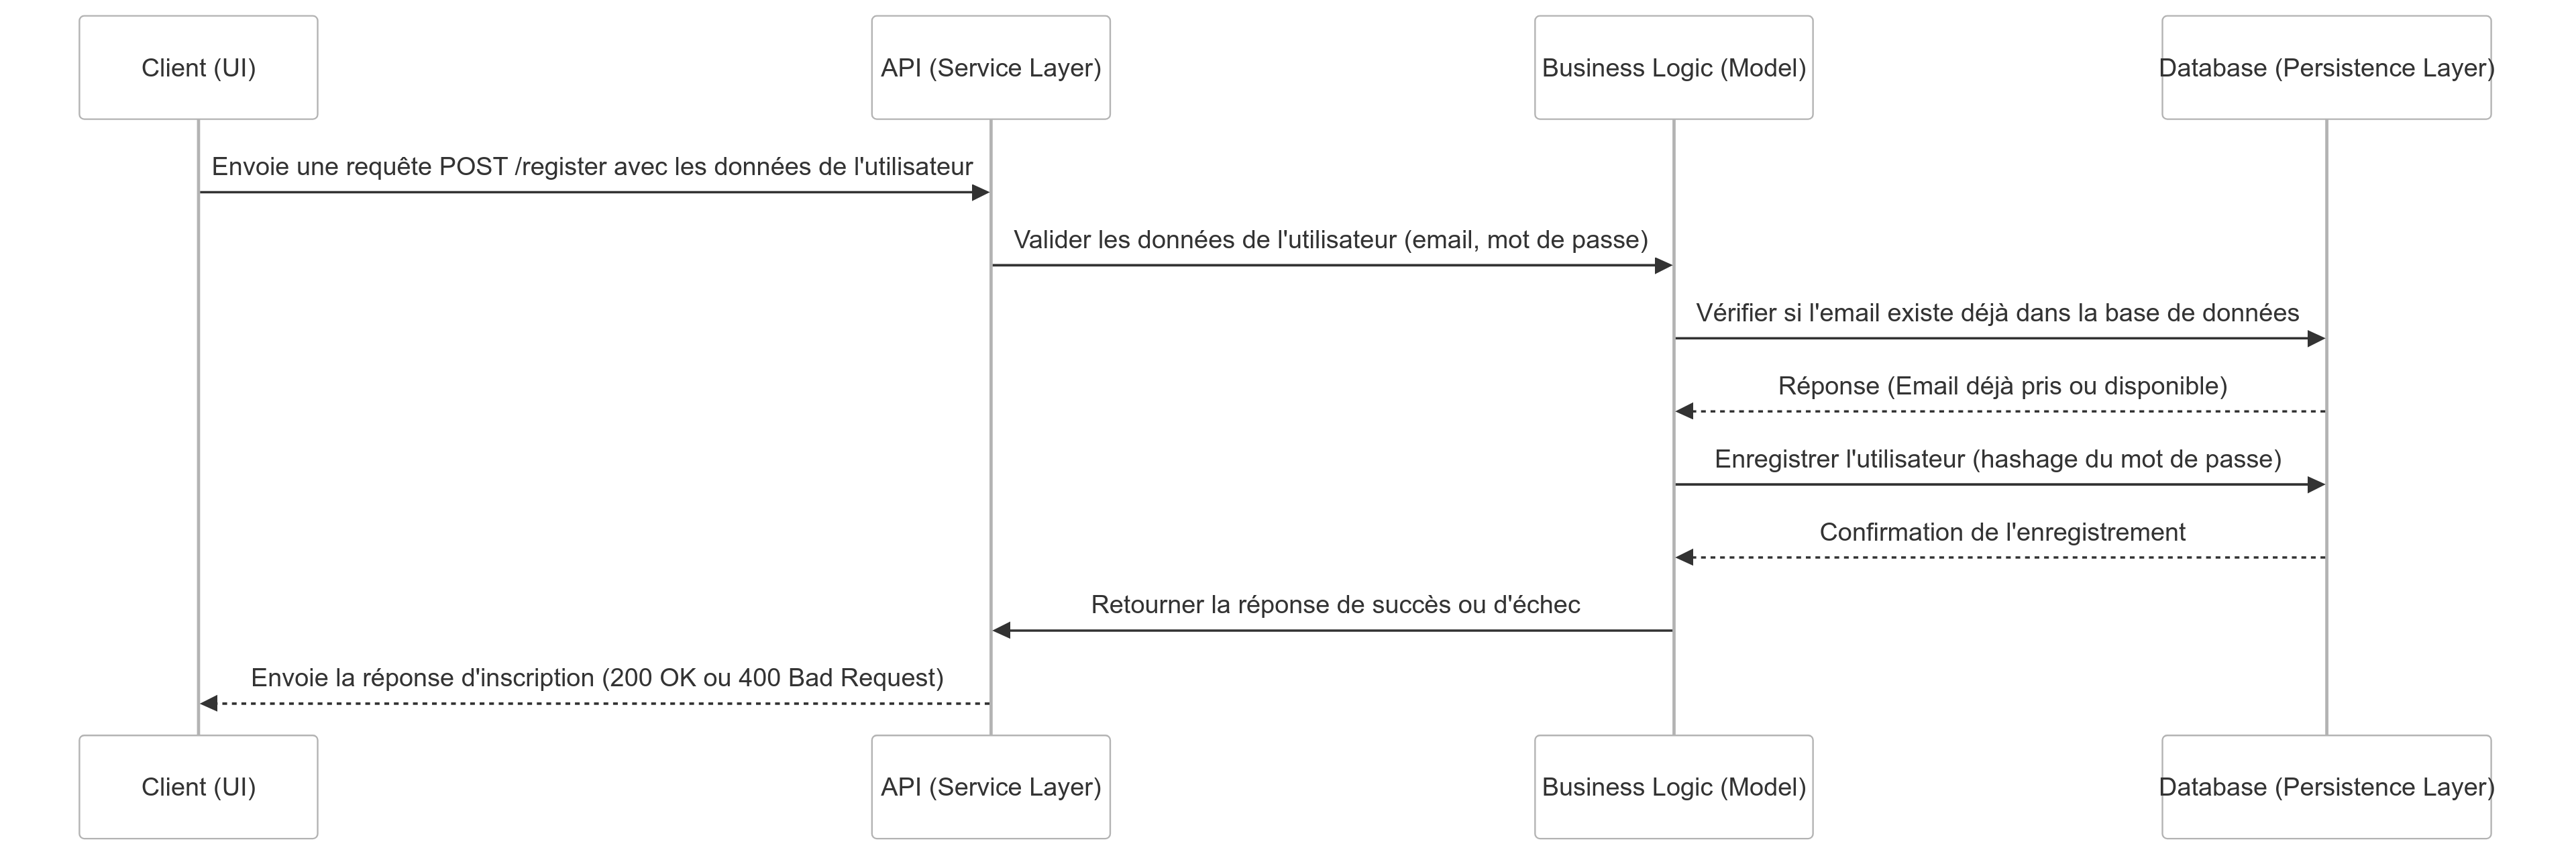 Client (UI)
API (Service Layer)
Business Logic (Model)
Database (Persistence Layer)
Envoie une requête POST /register avec les données de l'utilisateur
Valider les données de l'utilisateur (email, mot de passe)
Vérifier si l'email existe déjà dans la base de données
Réponse (Email déjà pris ou disponible)
Enregistrer l'utilisateur (hashage du mot de passe)
Confirmation de l'enregistrement
Retourner la réponse de succès ou d'échec
Envoie la réponse d'inscription (200 OK ou 400 Bad Request)
Client (UI)
API (Service Layer)
Business Logic (Model)
Database (Persistence Layer)